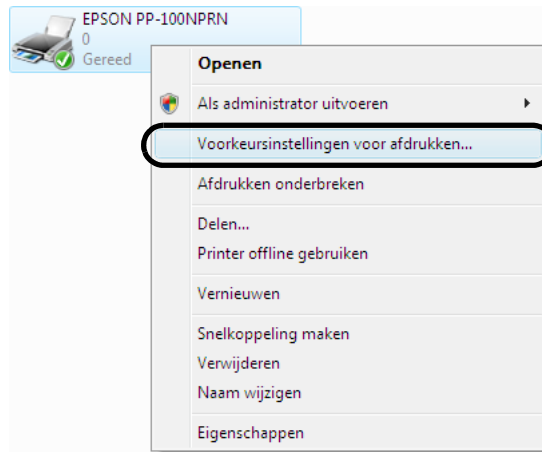 EPSON PP-100NPRN
0
Gereed
Openen
Als administrator uitvoeren
Voorkeursinstellingen voor afdrukken...
Afdrukken onderbreken
Delen...
Printer offline gebruiken
Vernieuwen
Snelkoppeling maken
Verwijderen
Naam wijzigen
Eigenschappen